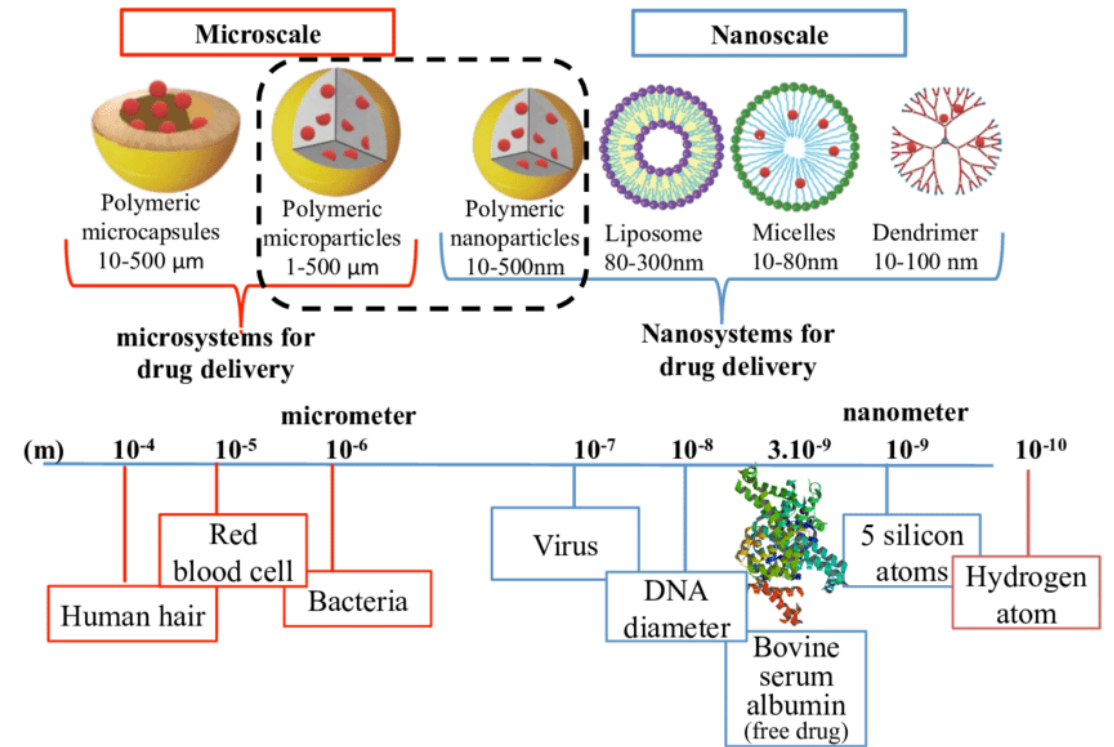 Microscale
Nanoscale
Polymeric
microcapsules
10-500 µm
Polymeric
microparticles
1-500 µm
Polymeric
nanoparticles
10-500nm
Liposome
80-300nm
Micelles
10-80nm
Dendrimer
10-100 nm
microsystems for
drug delivery
Nanosystems for
drug delivery
micrometer
nanometer
(m) 10⁻⁴ 10⁻⁵ 10⁻⁶ 10⁻⁷ 10⁻⁸ 3.10⁻⁹ 10⁻⁹ 10⁻¹⁰
Human hair
Red
blood cell
Bacteria
Virus
DNA
diameter
Bovine
serum
albumin
(free drug)
5 silicon
atoms
Hydrogen
atom